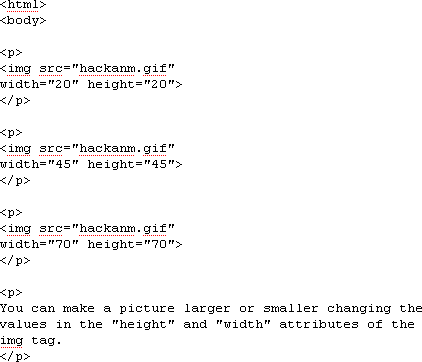 <html>
<body>
<p>
<img src="hackanm.gif"
width="20" height="20">
</p>
<p>
<img src="hackanm.gif"
width="45" height="45">
</p>
<p>
<img src="hackanm.gif"
width="70" height="70">
</p>
<p>
You can make a picture larger or smaller changing the
values in the "height" and "width" attributes of the
img tag.
</p>